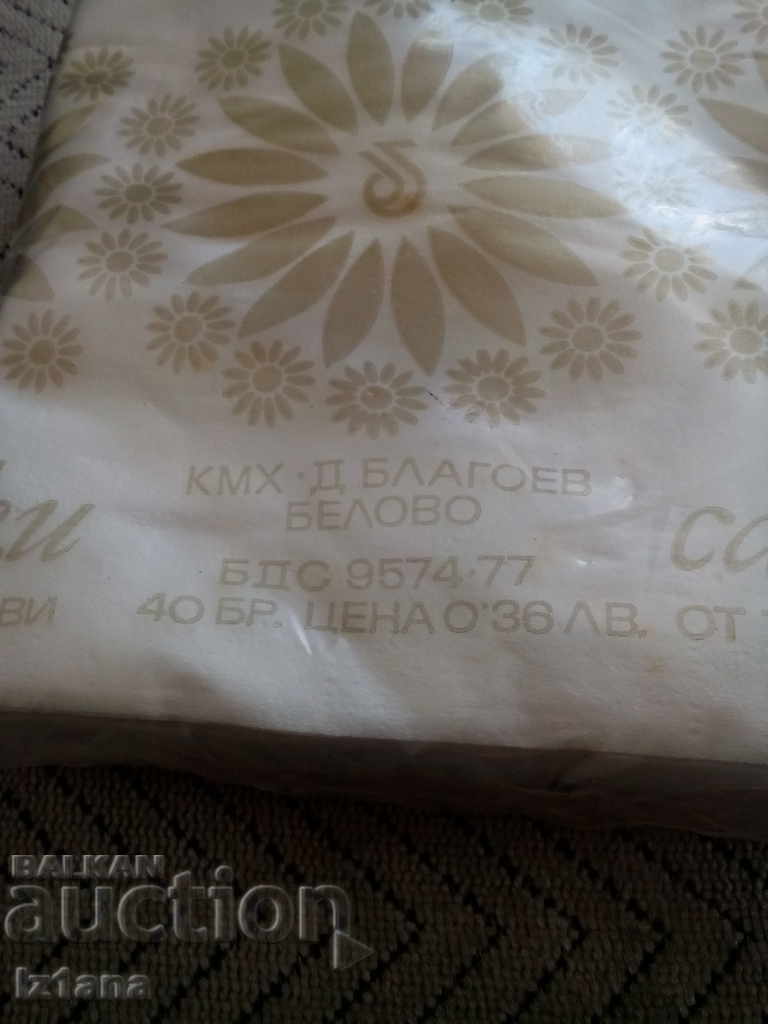 КМХ·Д БЛАГОЕВ
БЕЛОВО
БДС 9574·77
40 БР. ЦЕНА 0'36 ЛВ. ОТ
BALKAN
auction
Iz1ana